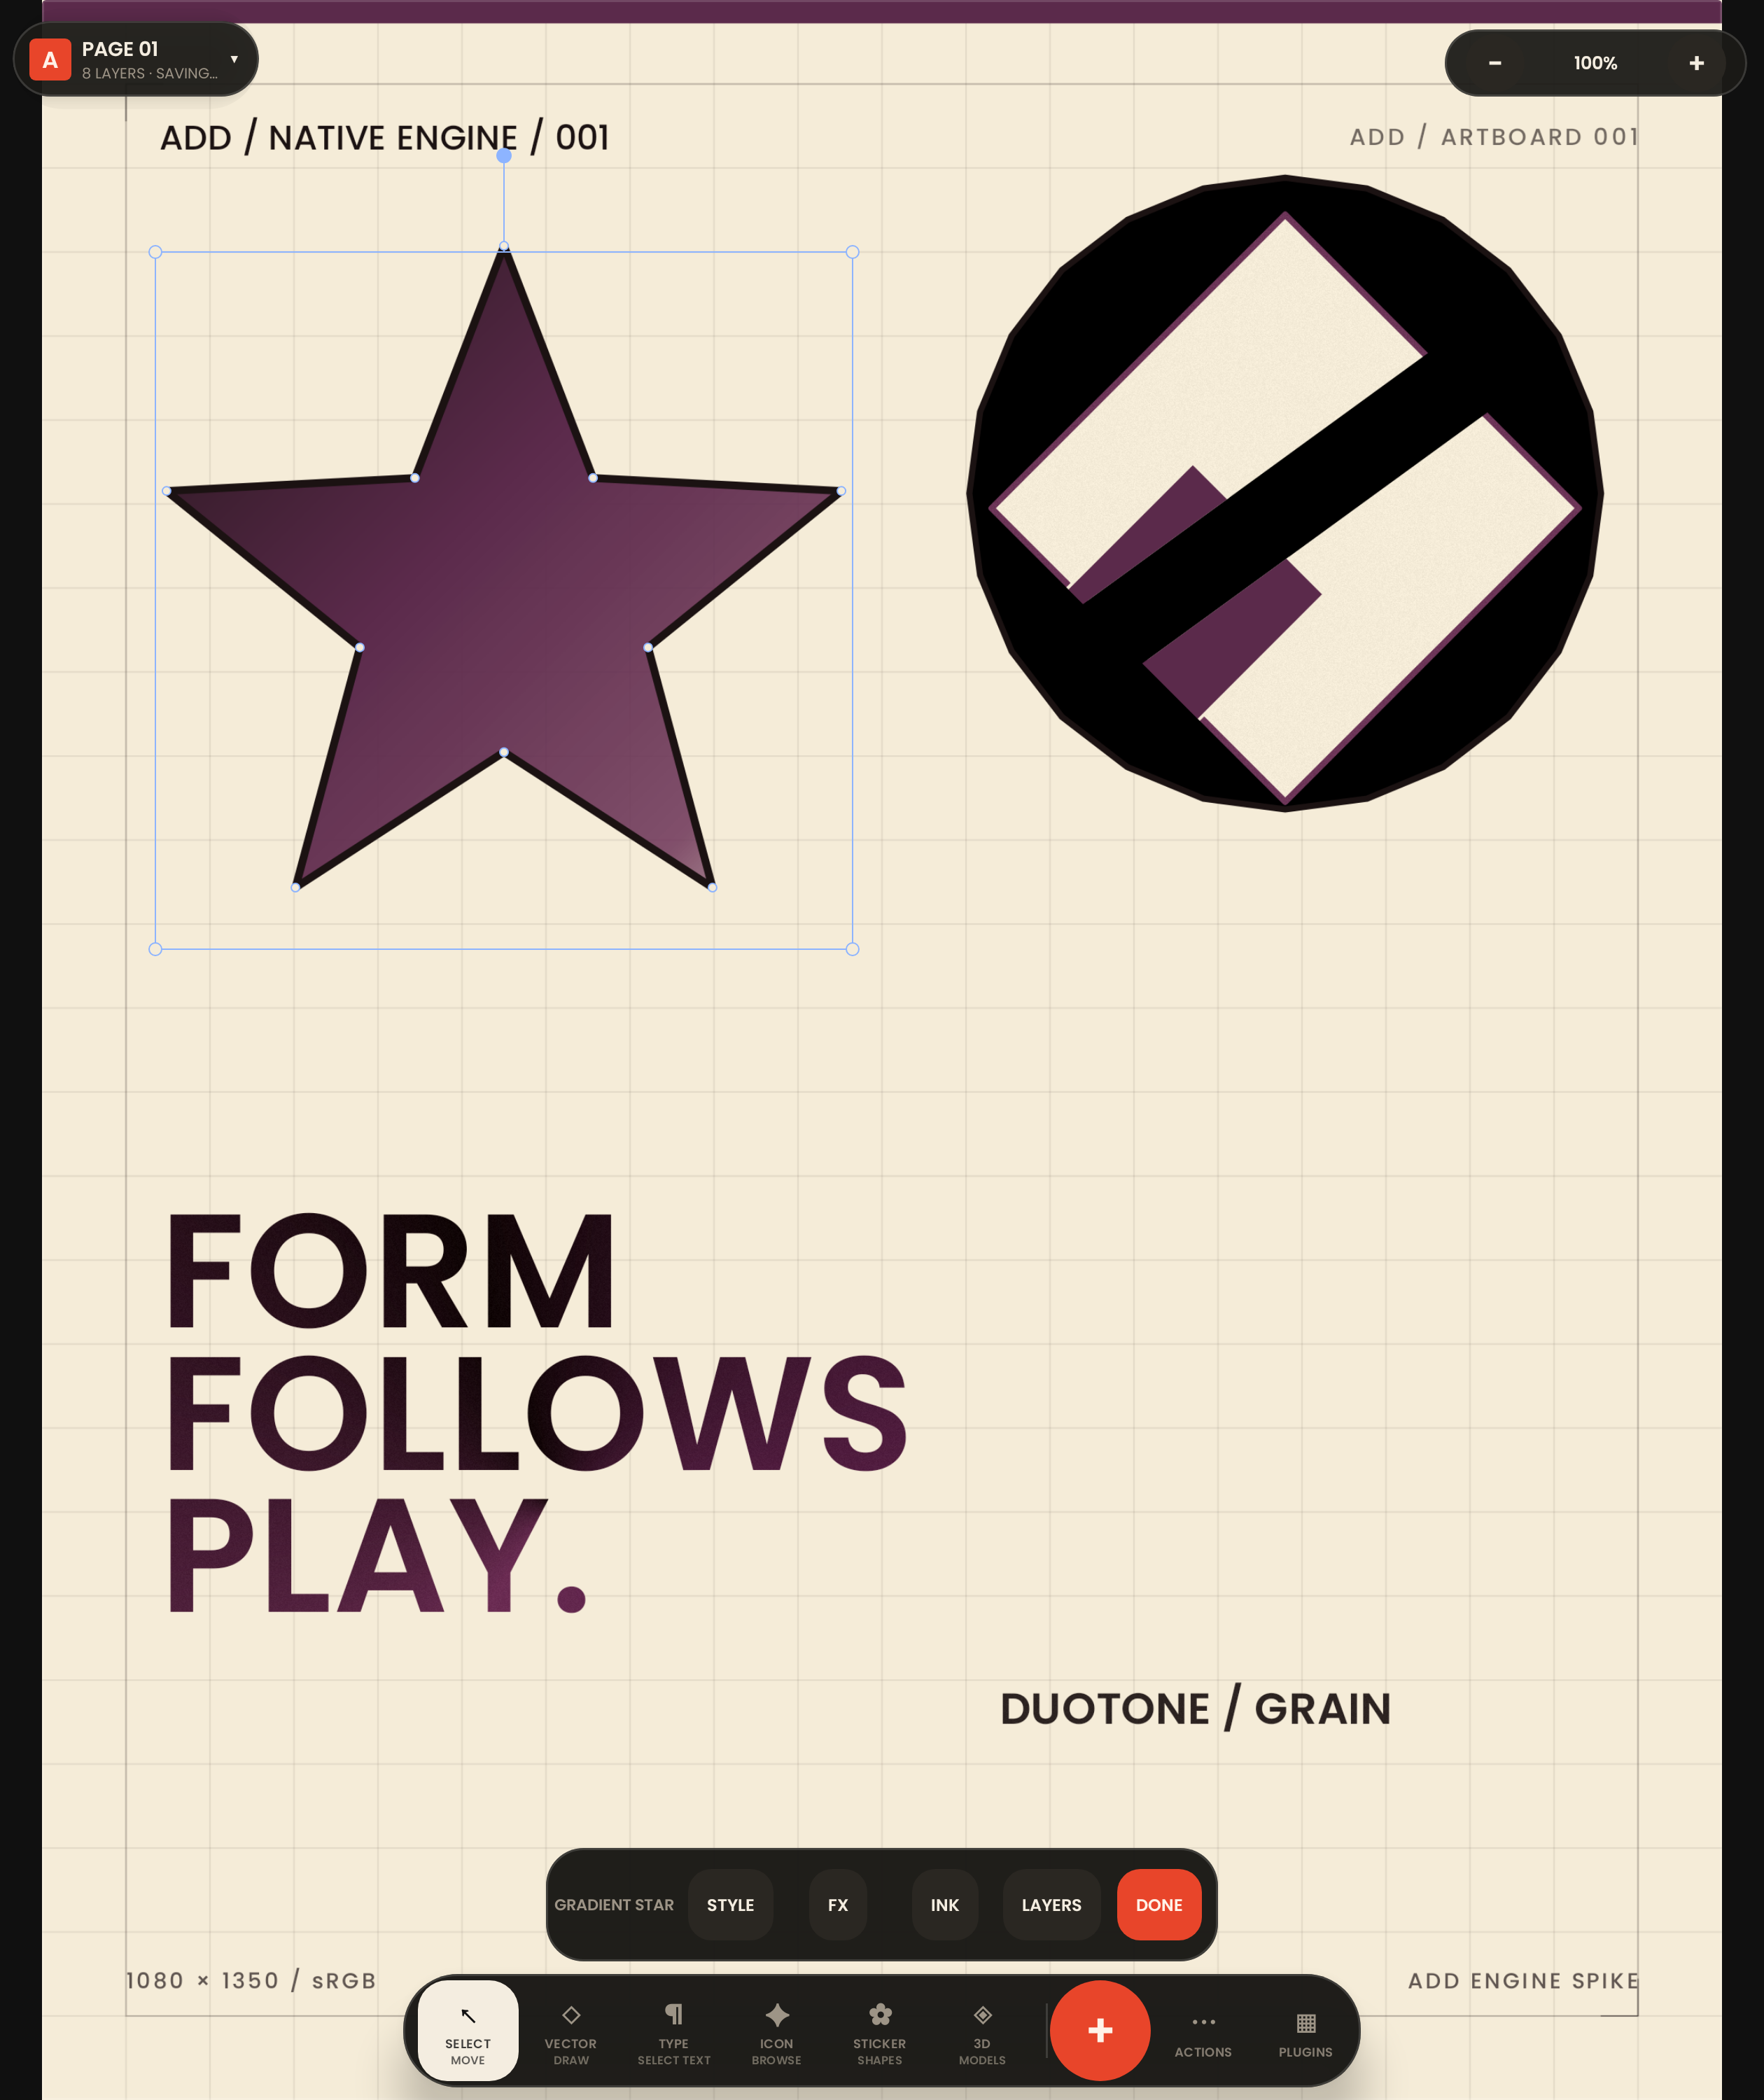 A
PAGE 01
8 LAYERS · SAVING...
100%
ADD / NATIVE ENGINE / 001
ADD / ARTBOARD 001
FORM
FOLLOWS
PLAY.
DUOTONE / GRAIN
GRADIENT STAR
STYLE
FX
INK
LAYERS
DONE
1080 × 1350 / sRGB
ADD ENGINE SPIKE
SELECT
MOVE
VECTOR
DRAW
TYPE
SELECT TEXT
ICON
BROWSE
STICKER
SHAPES
3D
MODELS
ACTIONS
PLUGINS